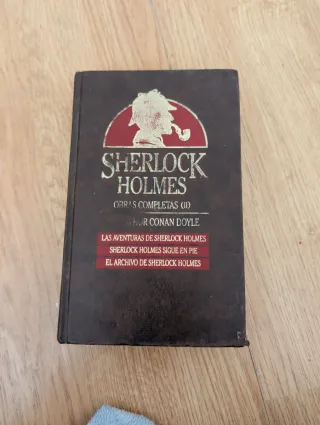 SHERLOCK
HOLMES
OBRAS COMPLETAS (II)
HUR CONAN DOYLE
LAS AVENTURAS DE SHERLOCK HOLMES
SHERLOCK HOLMES SIGUE EN PIE
EL ARCHIVO DE SHERLOCK HOLMES